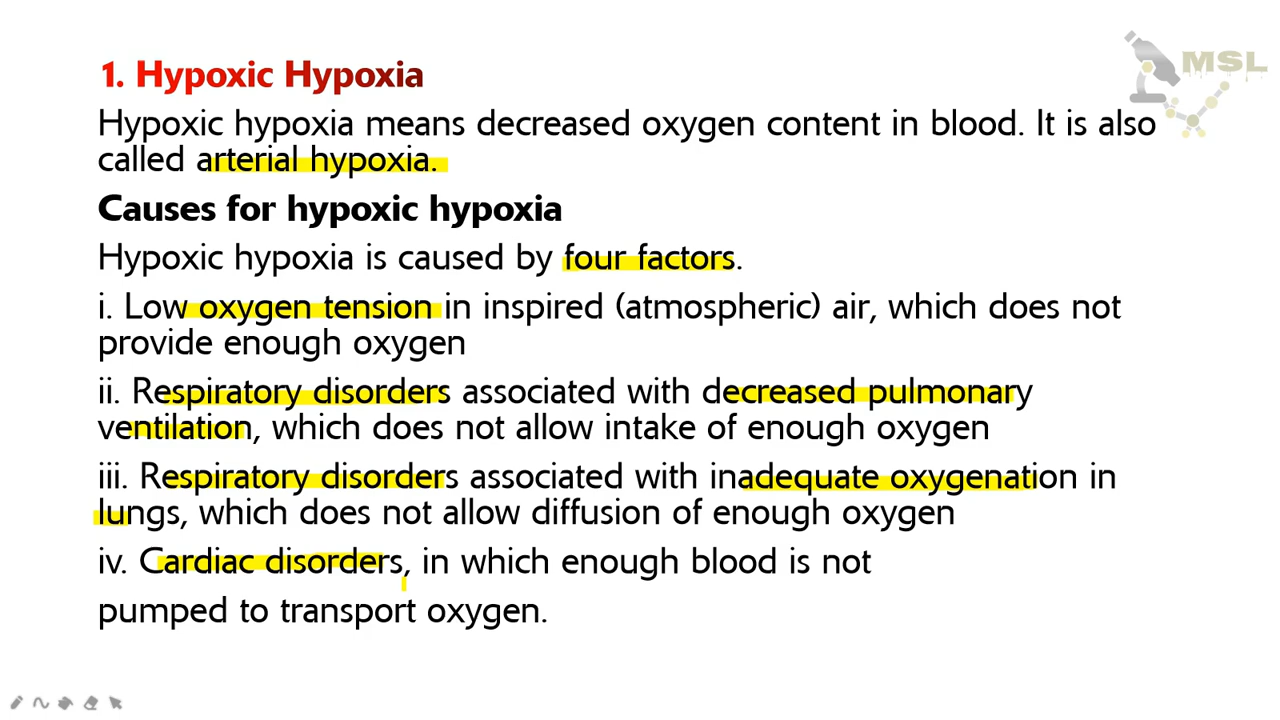 MSL
1. Hypoxic Hypoxia
Hypoxic hypoxia means decreased oxygen content in blood. It is also
called arterial hypoxia.
Causes for hypoxic hypoxia
Hypoxic hypoxia is caused by four factors.
i. Low oxygen tension in inspired (atmospheric) air, which does not
provide enough oxygen
ii. Respiratory disorders associated with decreased pulmonary
ventilation, which does not allow intake of enough oxygen
iii. Respiratory disorders associated with inadequate oxygenation in
lungs, which does not allow diffusion of enough oxygen
iv. Cardiac disorders, in which enough blood is not
pumped to transport oxygen.